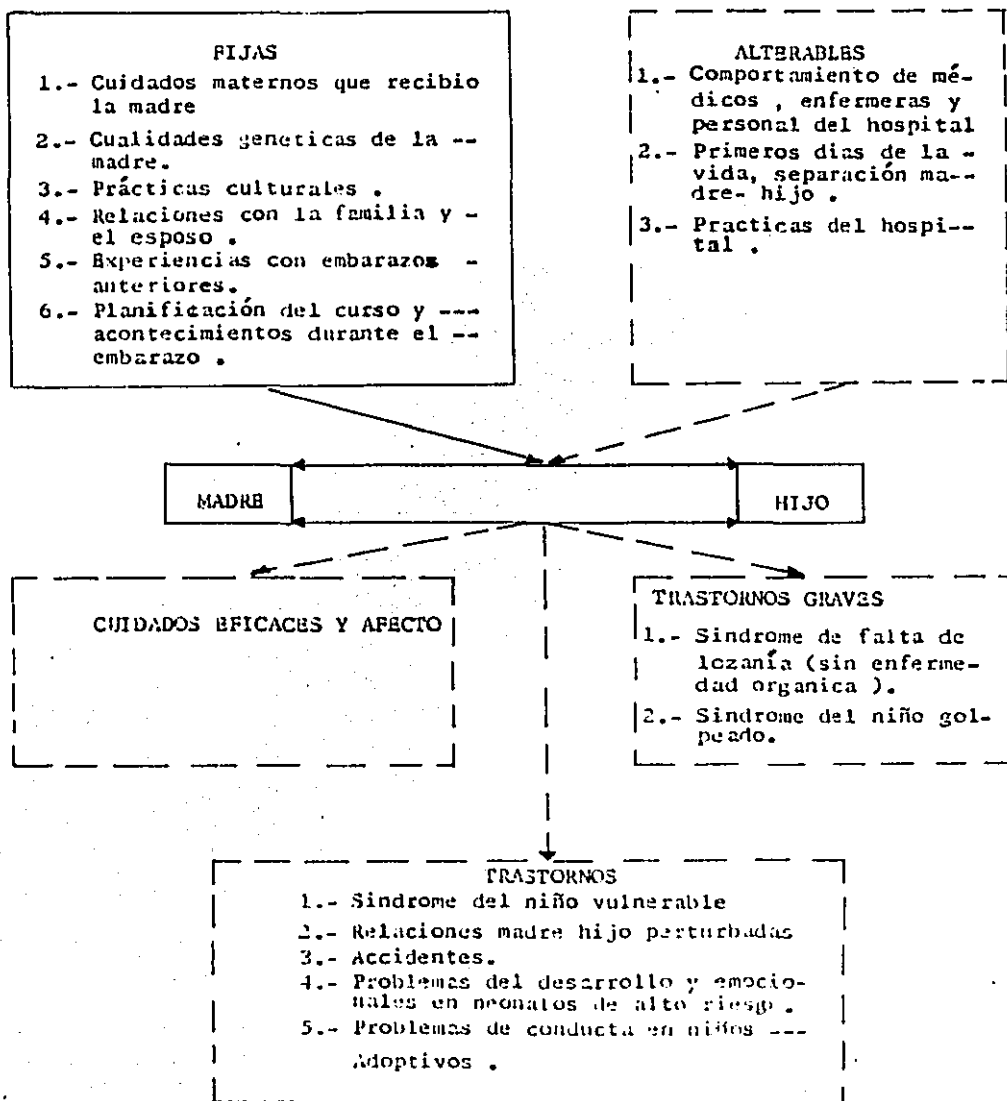 FIJAS
1.- Cuidados maternos que recibio
la madre
2.- Cualidades geneticas de la --
madre.
3.- Prácticas culturales .
4.- Relaciones con la familia y -
el esposo .
5.- Experiencias con embarazos -
anteriores.
6.- Planificación del curso y ---
acontecimientos durante el --
embarazo .
ALTERABLES
1.- Comportamiento de mé-
dicos , enfermeras y
personal del hospital
2.- Primeros dias de la -
vida, separación ma--
dre- hijo .
3.- Practicas del hospi--
tal .
MADRE
HIJO
CUIDADOS EFICACES Y AFECTO
TRASTORNOS GRAVES
1.- Sindrome de falta de
lozanía (sin enferme-
dad organica ).
2.- Sindrome del niño gol-
peado.
TRASTORNOS
1.- Sindrome del niño vulnerable
2.- Relaciones madre hijo perturbadas
3.- Accidentes.
4.- Problemas del desarrollo y emocio-
nales en neonatos de alto riesgo .
5.- Problemas de conducta en niños ---
Adoptivos .